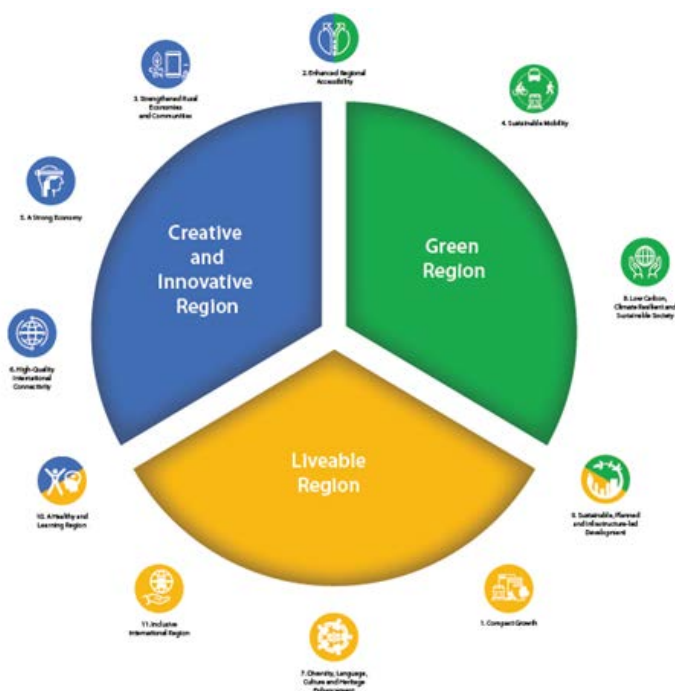 2. Enhanced Regional
Accessibility
3. Strengthened Rural
Economies
and Communities
4. Sustainable Mobility
5. A Strong Economy
Creative
and
Innovative
Region
Green
Region
8. Low Carbon,
Climate Resilient and
Sustainable Society
6. High-Quality
International
Connectivity
Liveable
Region
10. A Healthy and
Learning Region
9. Sustainable, Planned
and Infrastructure-led
Development
11. Inclusive
International Region
1. Compact Growth
7. Diversity, Language,
Culture and Heritage
Enhancement